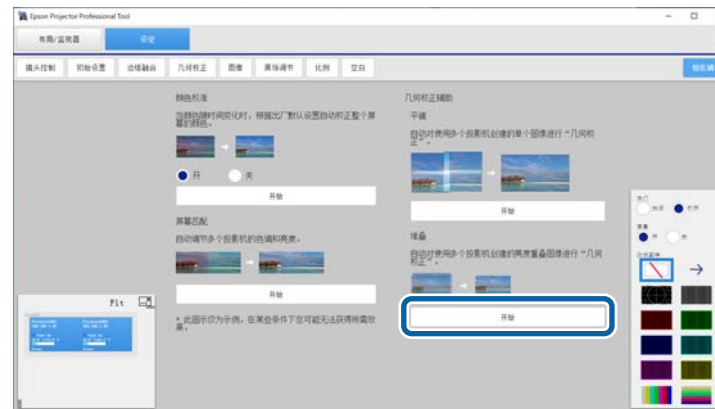 Epson Projector Professional Tool
布局/监视器
设定
镜头控制
初始设置
边缘融合
几何校正
图像
黑场调节
比例
空白
颜色校准
当颜色随时间变化时，根据出厂默认设置自动校正整个屏
幕的颜色。
开
关
开始
屏幕匹配
自动调节多个投影机的色调和亮度。
开始
* 此图示仅为示例。在某些条件下您可能无法获得所需效
果。
几何校正辅助
平铺
自动对使用多个投影机创建的单个图像进行“几何校
正”。
开始
堆叠
自动对使用多个投影机创建的亮度重叠图像进行“几何
校正”。
开始
Fit
打开
开
关